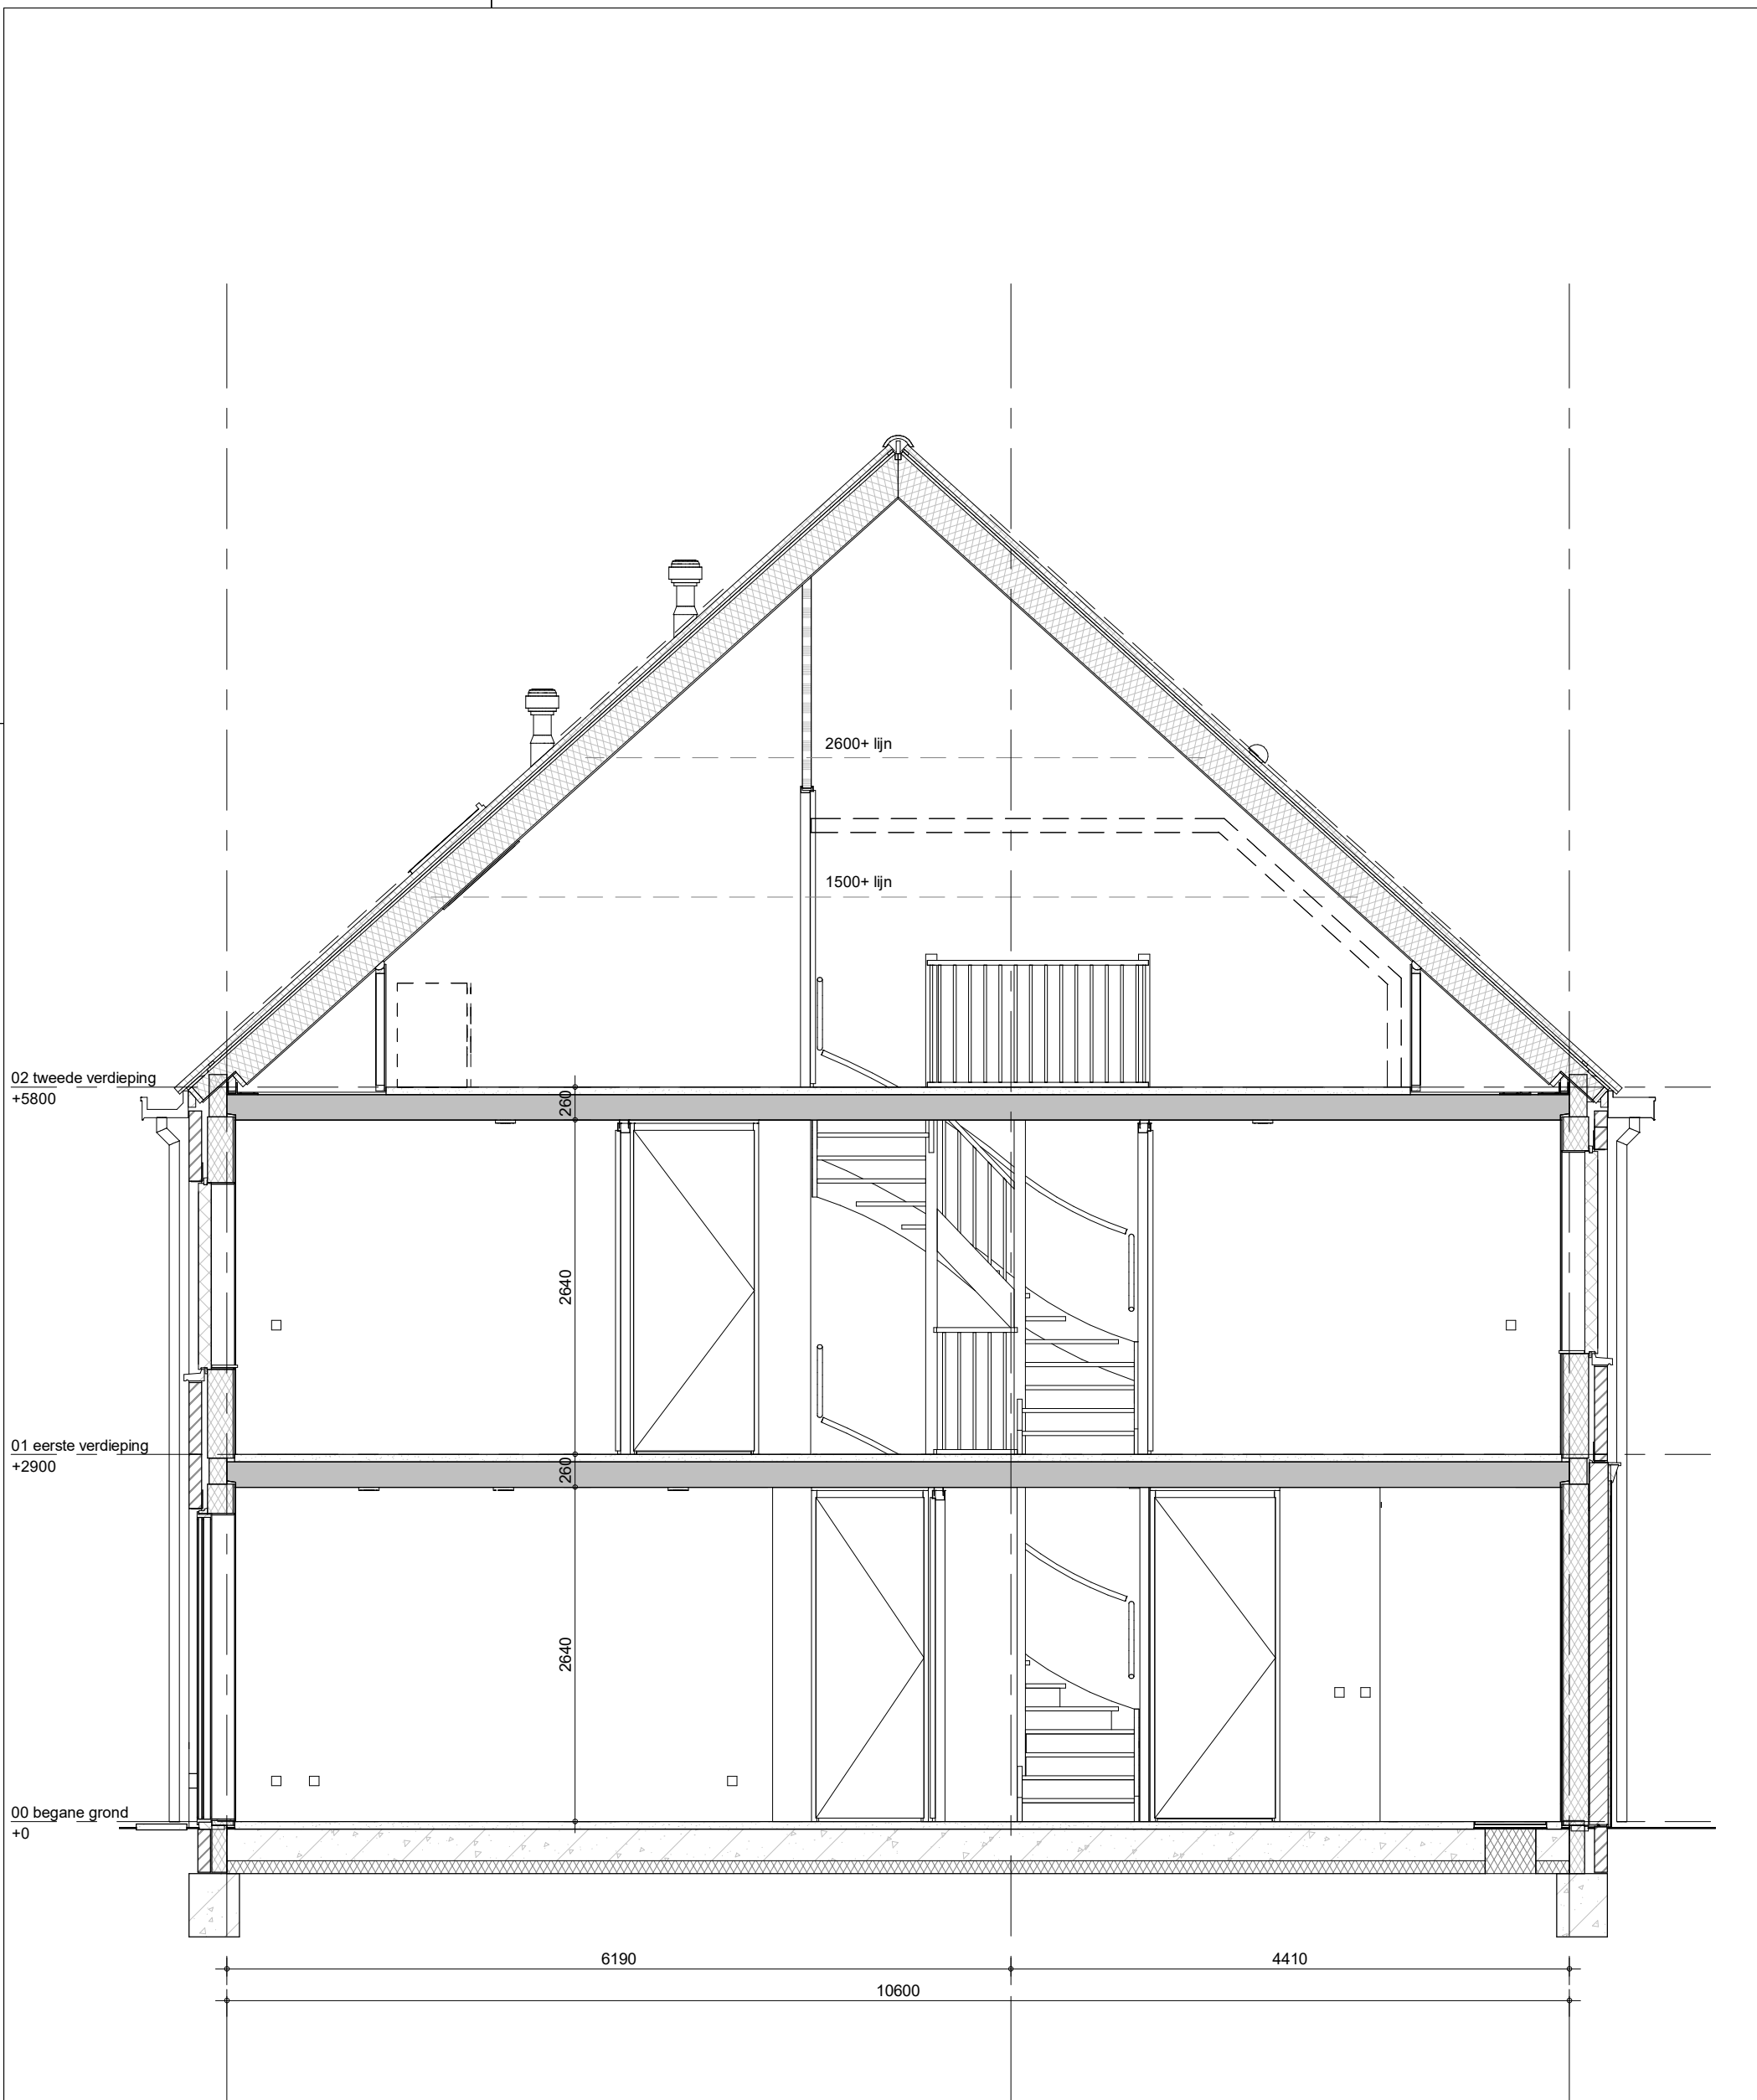 2600+ lijn
1500+ lijn
02 tweede verdieping
+5800
260
2640
01 eerste verdieping
+2900
260
2640
00 begane grond
+0
6190
4410
10600